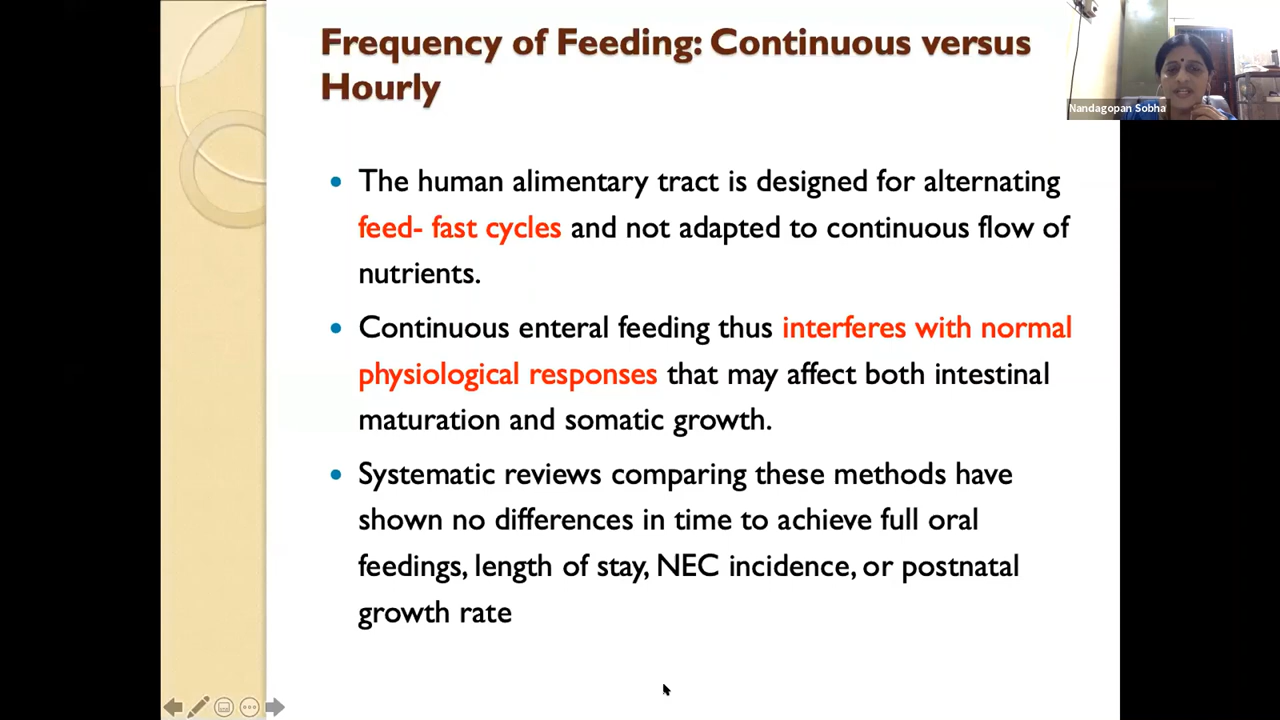 Frequency of Feeding: Continuous versus
Hourly
Nandagopan Sobha
• The human alimentary tract is designed for alternating
feed- fast cycles and not adapted to continuous flow of
nutrients.
• Continuous enteral feeding thus interferes with normal
physiological responses that may affect both intestinal
maturation and somatic growth.
• Systematic reviews comparing these methods have
shown no differences in time to achieve full oral
feedings, length of stay, NEC incidence, or postnatal
growth rate